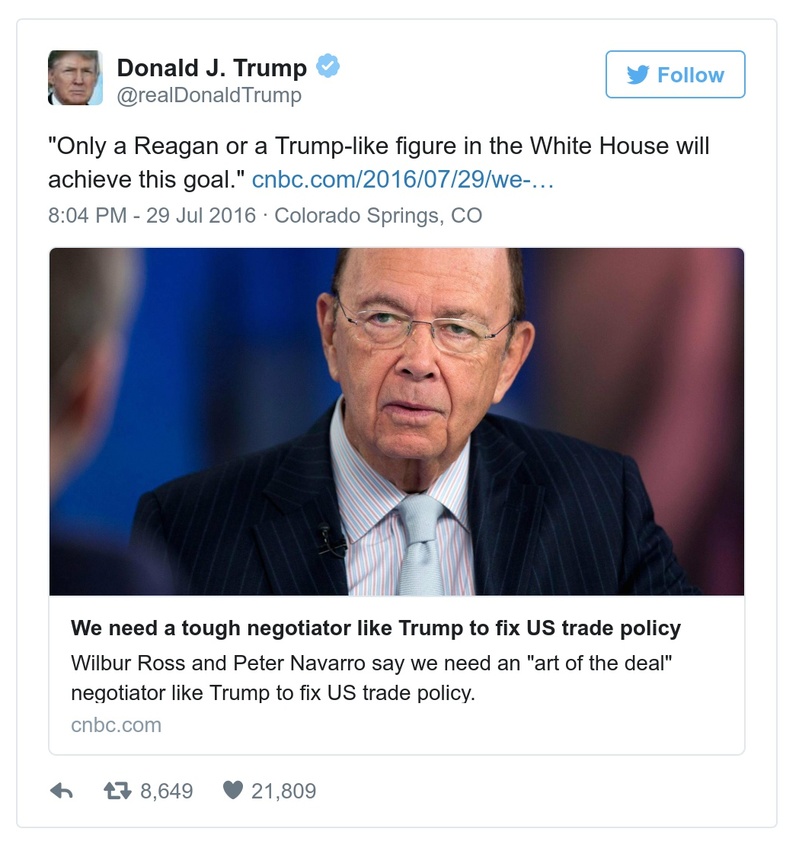 Donald J. Trump
@realDonaldTrump
Follow
"Only a Reagan or a Trump-like figure in the White House will
achieve this goal." cnbc.com/2016/07/29/we-…
8:04 PM - 29 Jul 2016 · Colorado Springs, CO
We need a tough negotiator like Trump to fix US trade policy
Wilbur Ross and Peter Navarro say we need an "art of the deal"
negotiator like Trump to fix US trade policy.
cnbc.com
8,649 21,809